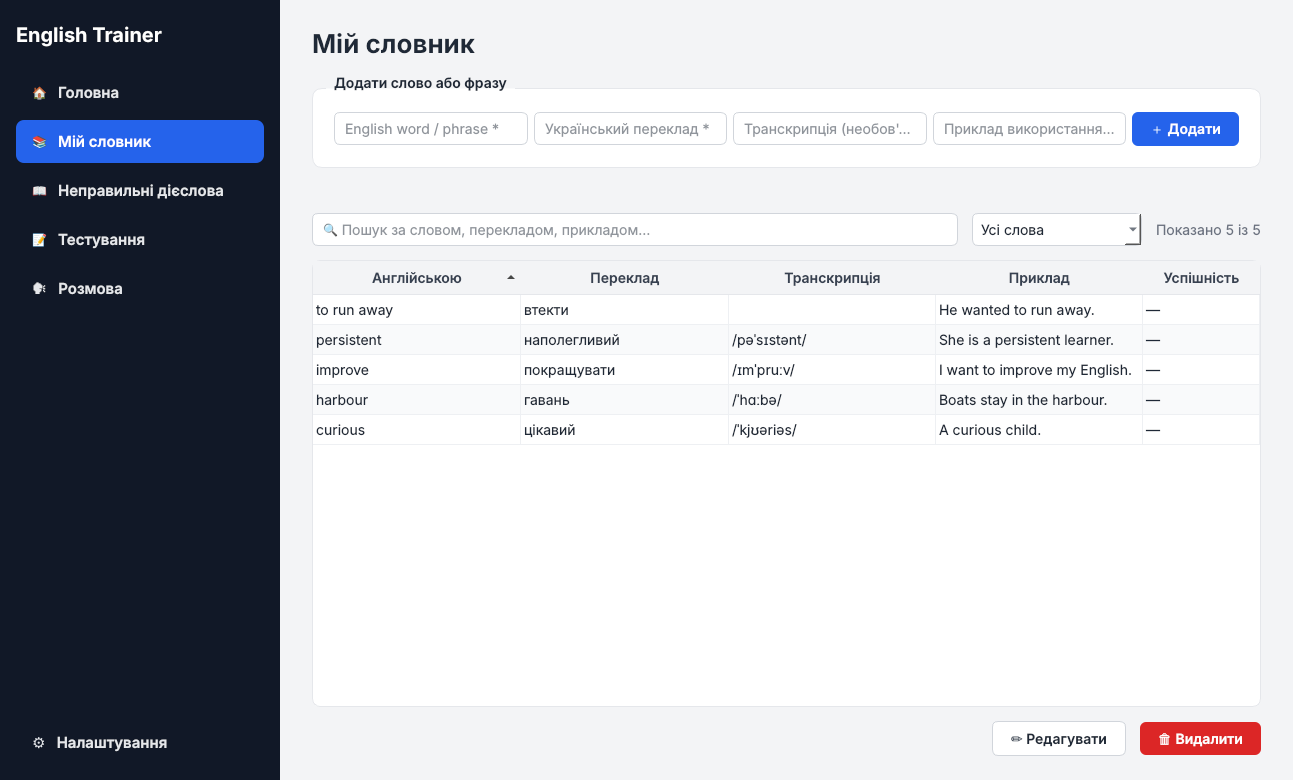 English Trainer
Головна
Мій словник
Неправильні дієслова
Тестування
Розмова
Налаштування
Мій словник
Додати слово або фразу
English word / phrase *
Український переклад *
Транскрипція (необов'...
Приклад використання...
+ Додати
Пошук за словом, перекладом, прикладом...
Усі слова
Показано 5 із 5
Англійською Переклад Транскрипція Приклад Успішність
to run away втекти He wanted to run away. —
persistent наполегливий /pəˈsɪstənt/ She is a persistent learner. —
improve покращувати /ɪmˈpruːv/ I want to improve my English. —
harbour гавань /ˈhɑːbə/ Boats stay in the harbour. —
curious цікавий /ˈkjʊəriəs/ A curious child. —
Редагувати
Видалити